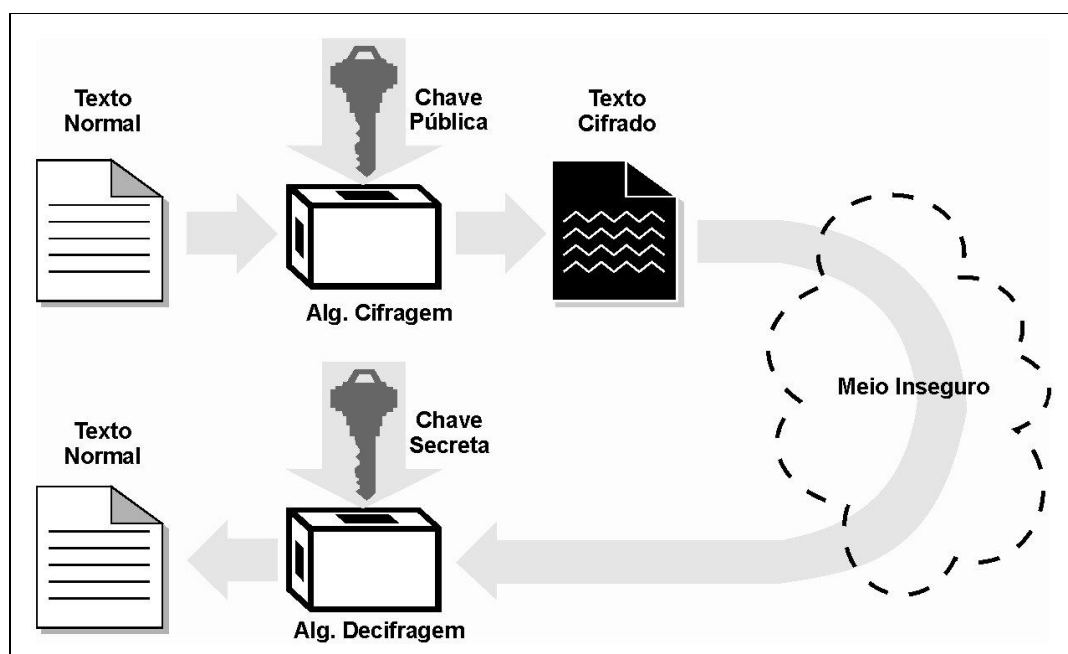 Texto
Normal
Chave
Pública
Texto
Cifrado
Alg. Cifragem
Meio Inseguro
Texto
Normal
Chave
Secreta
Alg. Decifragem